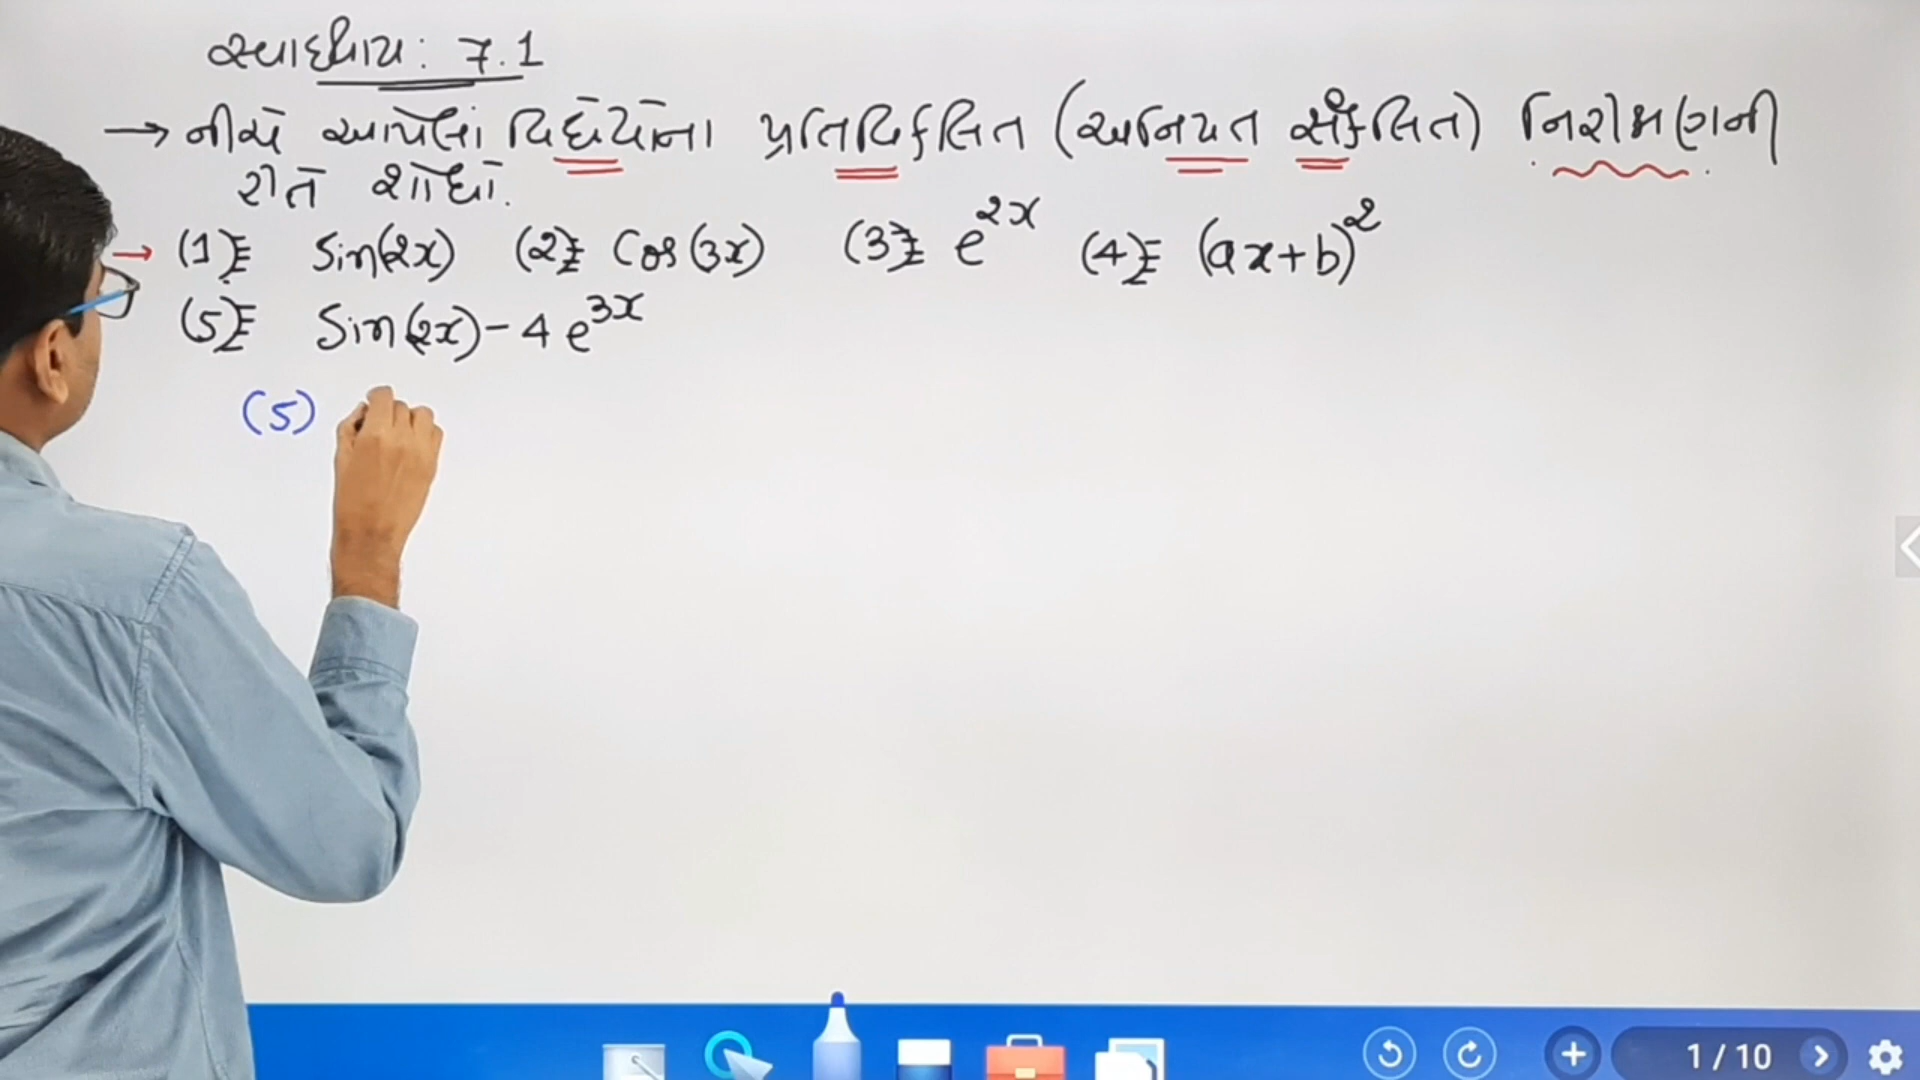 સ્વાધ્યાય: 7.1
→ નીચે આપેલાં વિધેયોના પ્રતિવિકલિત (અનિયત સંકલિત) નિરીક્ષણની
રીતે શોધો.
→ (1) sin(2x) (2) cos(3x) (3) e^{2x} (4) (ax+b)^2
(5) sin(2x)-4e^{3x}
(5)
1 / 10